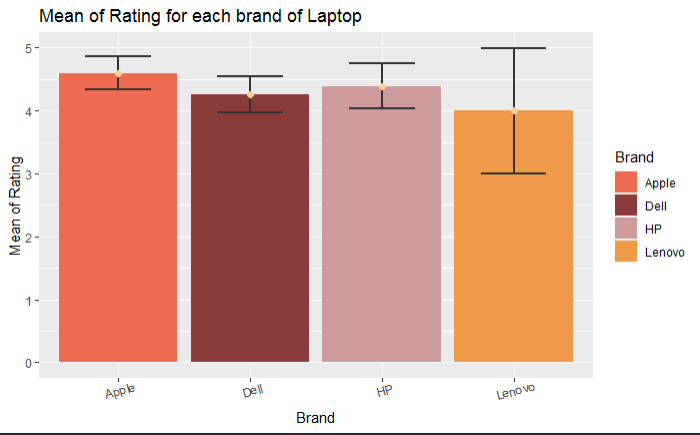 Mean of Rating for each brand of Laptop
Mean of Rating
5
4
3
2
1
0
Apple
Dell
HP
Lenovo
Brand
Brand
Apple
Dell
HP
Lenovo